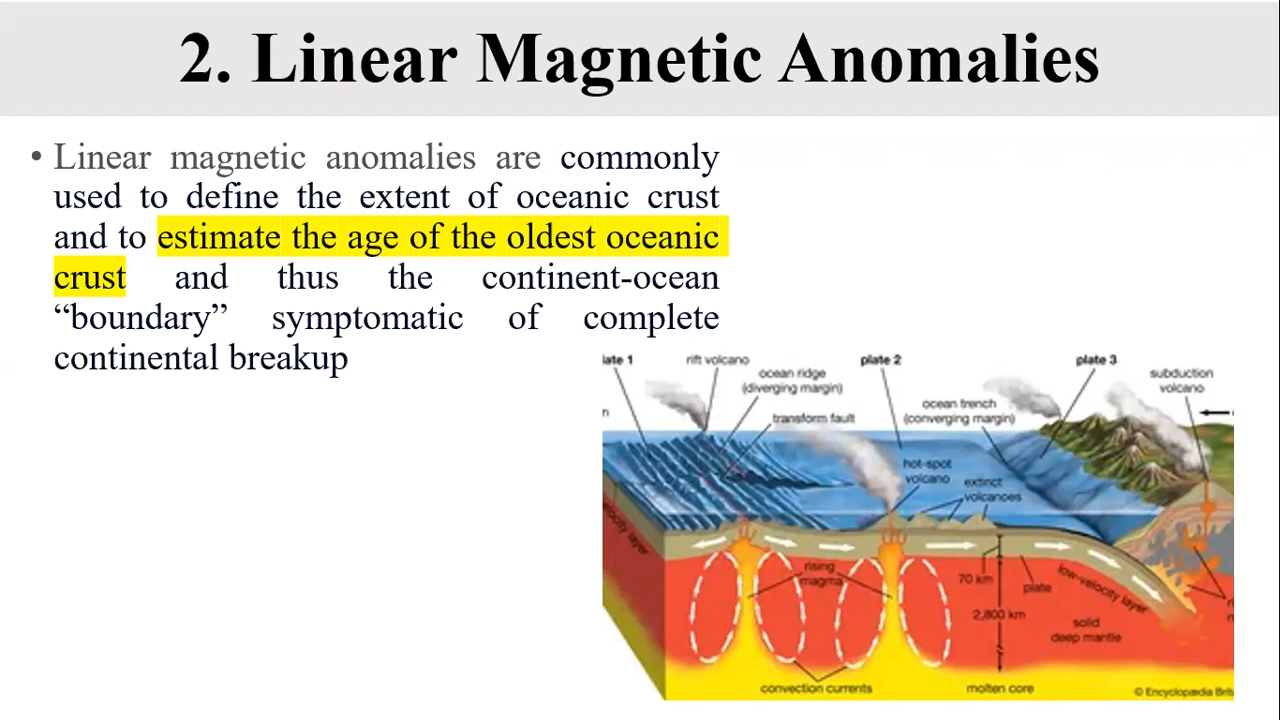 2. Linear Magnetic Anomalies
• Linear magnetic anomalies are commonly
used to define the extent of oceanic crust
and to estimate the age of the oldest oceanic
crust and thus the continent-ocean
“boundary” symptomatic of complete
continental breakup
late 1
rift volcano
plate 2
plate 3
ocean ridge
(diverging margin)
subduction
volcano
transform fault
ocean trench
(converging margin)
n
hot-spot
volcano
extinct
volcanoes
elocity layer
rising
magma
70 km
plate
low-velocity layer
2,800 km
solid
deep mantle
convection currents
molten core
© Encyclopædia Brit